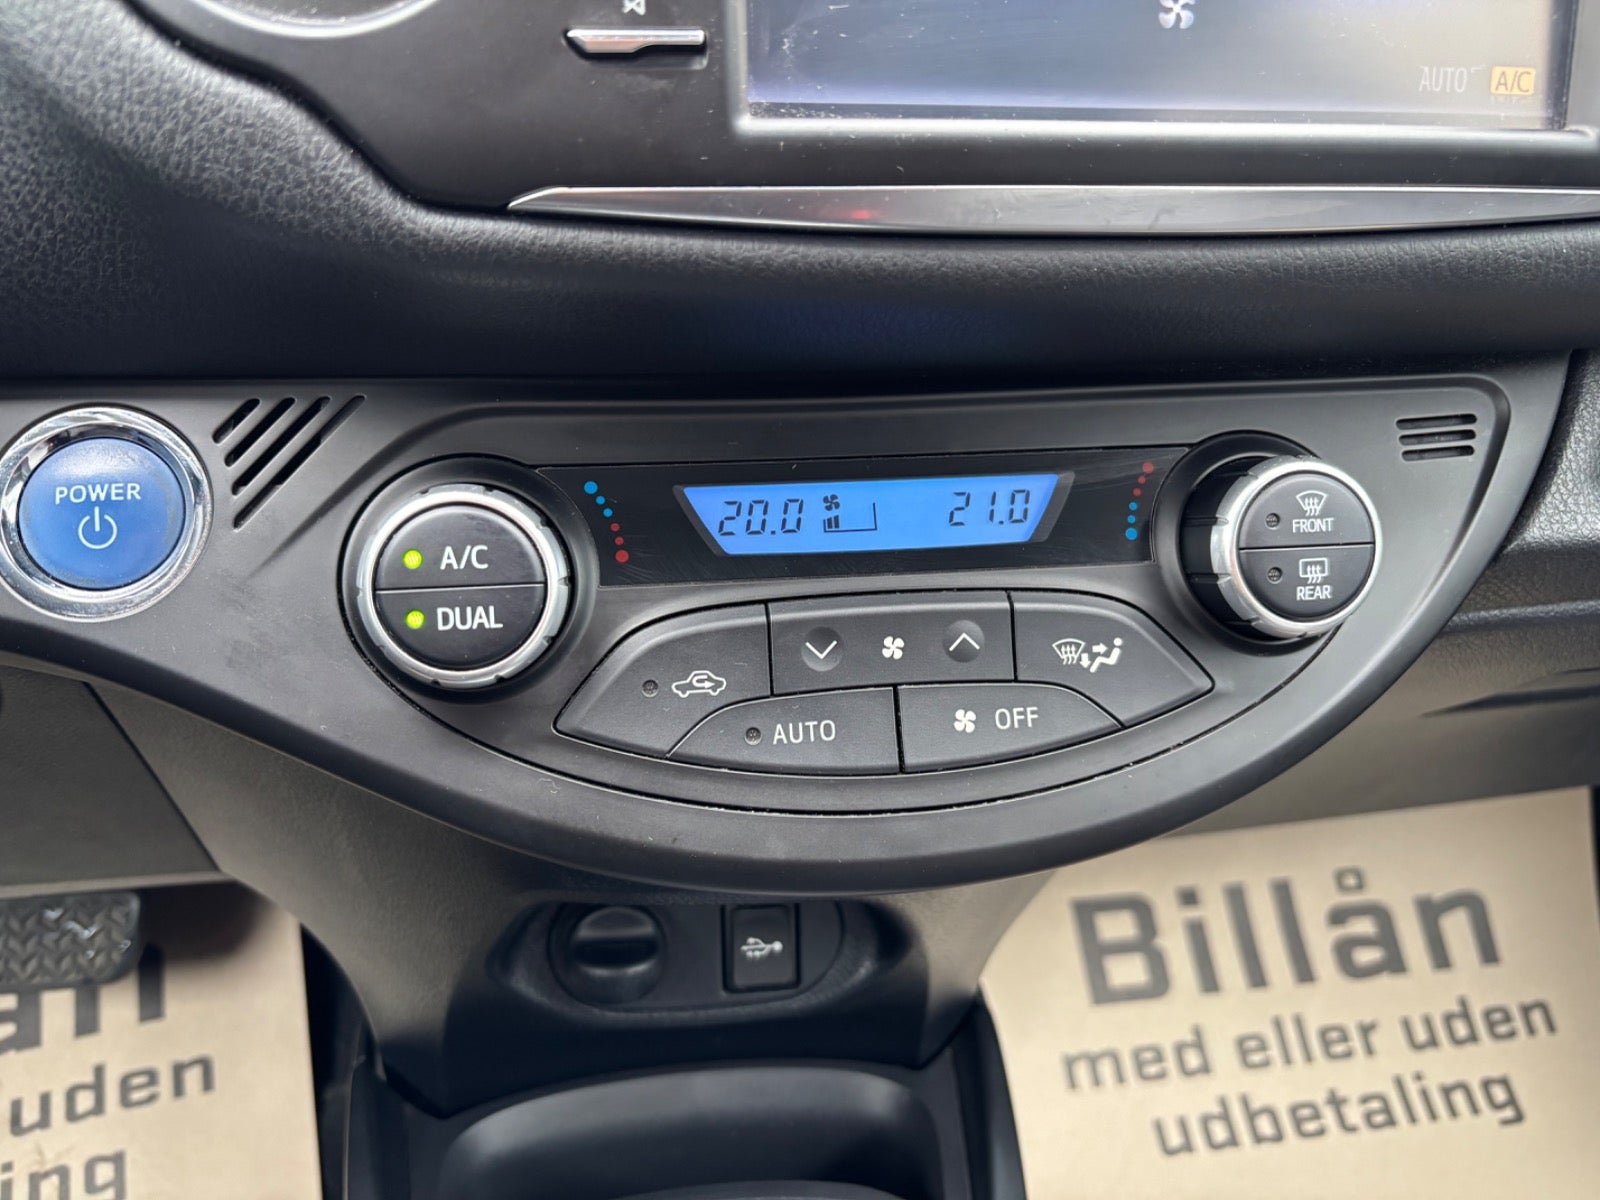 AUTO A/C
POWER
A/C
DUAL
20.0
21.0
FRONT
REAR
AUTO
OFF
Billån
med eller uden
udbetaling
uden